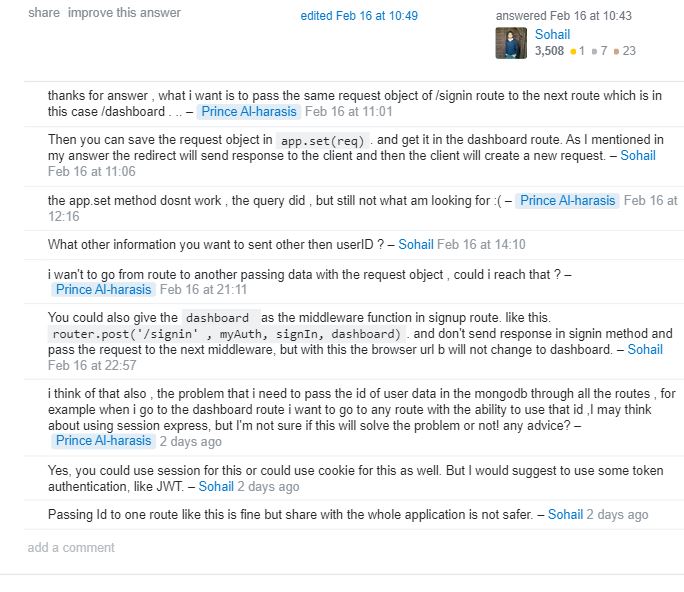 share improve this answer
edited Feb 16 at 10:49
answered Feb 16 at 10:43
Sohail
3,508 1 7 23
thanks for answer , what i want is to pass the same request object of /signin route to the next route which is in
this case /dashboard . .. – Prince Al-harasis Feb 16 at 11:01
Then you can save the request object in app.set(req) . and get it in the dashboard route. As I mentioned in
my answer the redirect will send response to the client and then the client will create a new request. – Sohail
Feb 16 at 11:06
the app.set method dosnt work , the query did , but still not what am looking for :( – Prince Al-harasis Feb 16 at
12:16
What other information you want to sent other then userID ? – Sohail Feb 16 at 14:10
i wan't to go from route to another passing data with the request object , could i reach that ? –
Prince Al-harasis Feb 16 at 21:11
You could also give the dashboard as the middleware function in signup route. like this.
router.post('/signin' , myAuth, signIn, dashboard) . and don't send response in signin method and
pass the request to the next middleware, but with this the browser url b will not change to dashboard. – Sohail
Feb 16 at 22:57
i think of that also , the problem that i need to pass the id of user data in the mongodb through all the routes , for
example when i go to the dashboard route i want to go to any route with the ability to use that id ,I may think
about using session express, but I'm not sure if this will solve the problem or not! any advice? –
Prince Al-harasis 2 days ago
Yes, you could use session for this or could use cookie for this as well. But I would suggest to use some token
authentication, like JWT. – Sohail 2 days ago
Passing Id to one route like this is fine but share with the whole application is not safer. – Sohail 2 days ago
add a comment